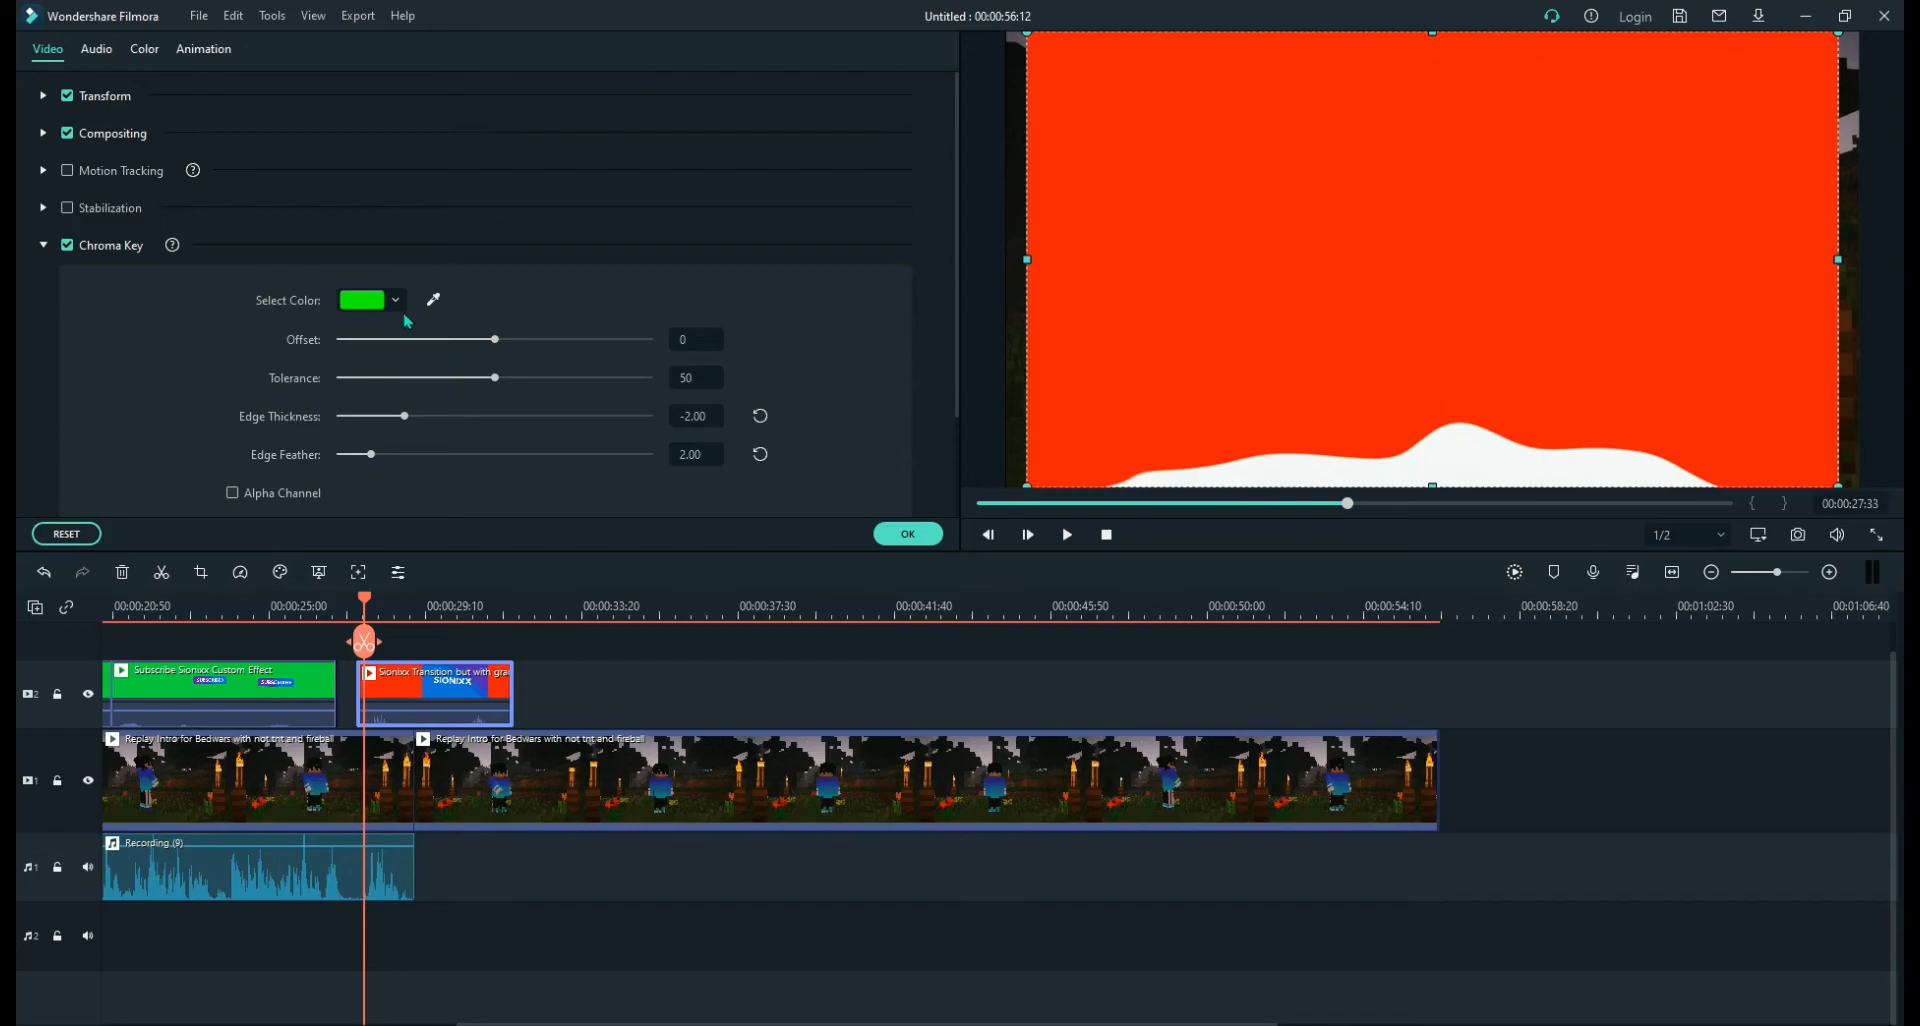 Wondershare Filmora File Edit Tools View Export Help Untitled : 00:00:56:12 Login
Video Audio Color Animation
Transform
Compositing
Motion Tracking ?
Stabilization
Chroma Key ?
Select Color:
Offset: 0
Tolerance: 50
Edge Thickness: -2.00
Edge Feather: 2.00
Alpha Channel
{ } 00:00:27:33
RESET OK 1/2
00:00:20:50 00:00:25:00 00:00:29:10 00:00:33:20 00:00:37:30 00:00:41:40 00:00:45:50 00:00:50:00 00:00:54:10 00:00:58:20 00:01:02:30 00:01:06:40
Subscribe Sionixx Custom Effect Sionixx Transition but with gra
SUBSCRIBED SIONIXX
2
Replay Intro for Bedwars with not tnt and fireball Replay Intro for Bedwars with not tnt and fireball
1
Recording (9)
1
2